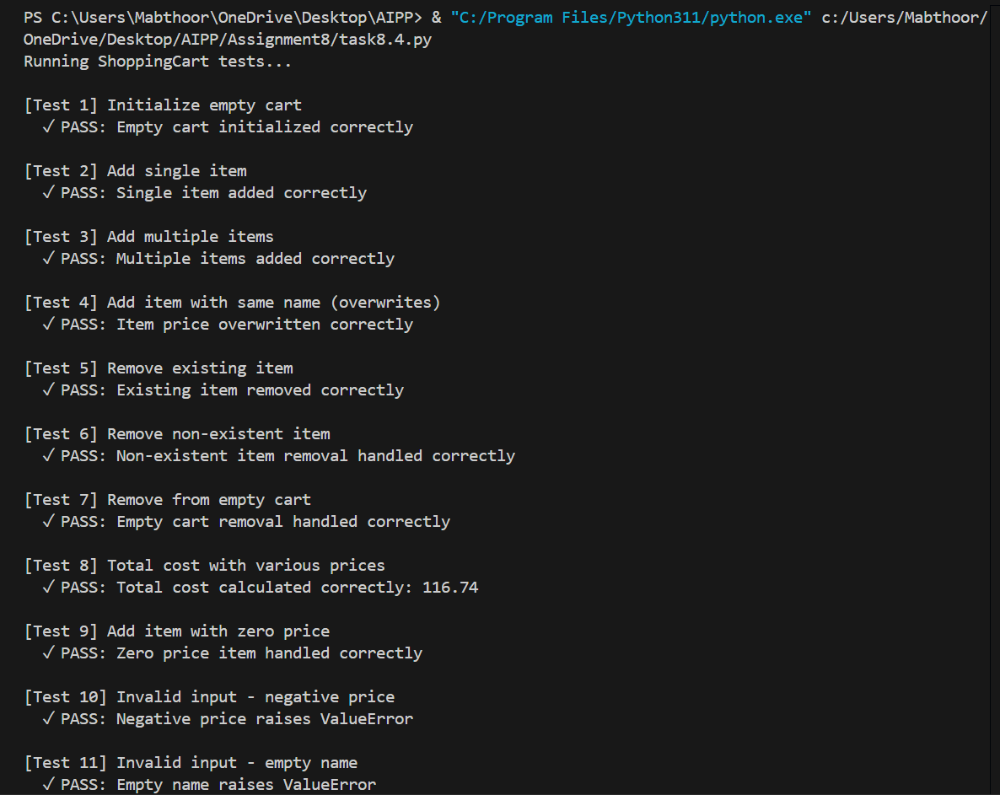 PS C:\Users\Mabthoor\OneDrive\Desktop\AIPP> & "C:/Program Files/Python311/python.exe" c:/Users/Mabthoor/
OneDrive/Desktop/AIPP/Assignment8/task8.4.py
Running ShoppingCart tests...
[Test 1] Initialize empty cart
✓ PASS: Empty cart initialized correctly
[Test 2] Add single item
✓ PASS: Single item added correctly
[Test 3] Add multiple items
✓ PASS: Multiple items added correctly
[Test 4] Add item with same name (overwrites)
✓ PASS: Item price overwritten correctly
[Test 5] Remove existing item
✓ PASS: Existing item removed correctly
[Test 6] Remove non-existent item
✓ PASS: Non-existent item removal handled correctly
[Test 7] Remove from empty cart
✓ PASS: Empty cart removal handled correctly
[Test 8] Total cost with various prices
✓ PASS: Total cost calculated correctly: 116.74
[Test 9] Add item with zero price
✓ PASS: Zero price item handled correctly
[Test 10] Invalid input - negative price
✓ PASS: Negative price raises ValueError
[Test 11] Invalid input - empty name
✓ PASS: Empty name raises ValueError